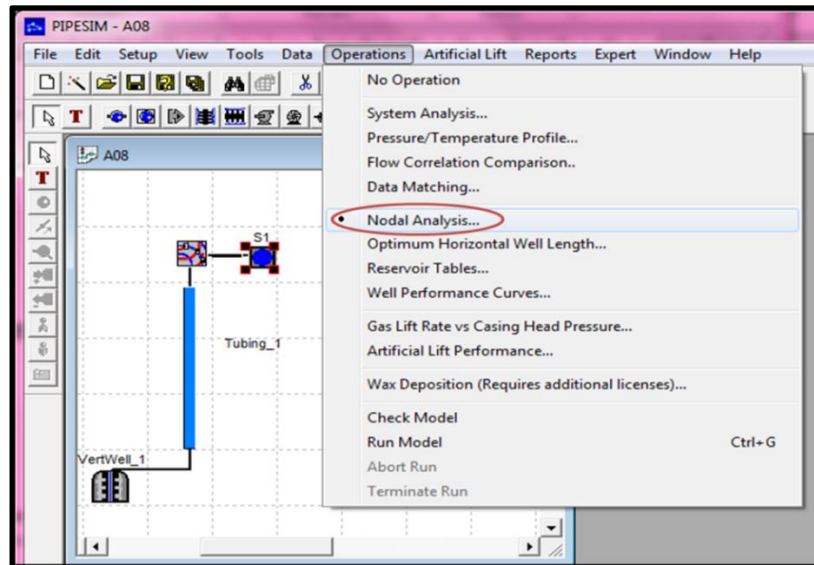 PIPESIM - A08
File Edit Setup View Tools Data Operations Artificial Lift Reports Expert Window Help
No Operation
T
System Analysis...
Pressure/Temperature Profile...
A08
Flow Correlation Comparison..
T
Data Matching...
Nodal Analysis...
S1
Optimum Horizontal Well Length...
Reservoir Tables...
Well Performance Curves...
Gas Lift Rate vs Casing Head Pressure...
Tubing_1
Artificial Lift Performance...
Wax Deposition (Requires additional licenses)...
Check Model
Run Model Ctrl+G
VertWell_1
Abort Run
Terminate Run